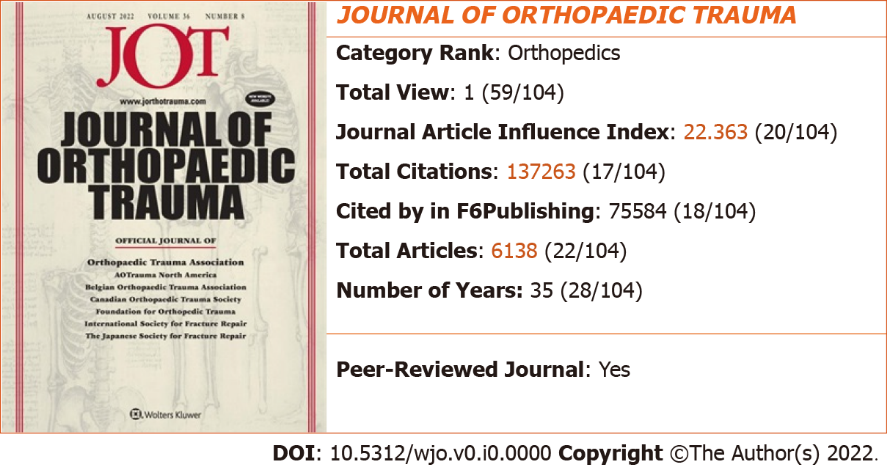 AUGUST 2022 VOLUME 36 NUMBER 8
JOT
www.jorthotrauma.com
NEW WEBSITE
AVAILABLE!
JOURNAL OF
ORTHOPAEDIC
TRAUMA
OFFICIAL JOURNAL OF
Orthopaedic Trauma Association
AOTrauma North America
Belgian Orthopaedic Trauma Association
Canadian Orthopaedic Trauma Society
Foundation for Orthopedic Trauma
International Society for Fracture Repair
The Japanese Society for Fracture Repair
Wolters Kluwer
JOURNAL OF ORTHOPAEDIC TRAUMA
Category Rank: Orthopedics
Total View: 1 (59/104)
Journal Article Influence Index: 22.363 (20/104)
Total Citations: 137263 (17/104)
Cited by in F6Publishing: 75584 (18/104)
Total Articles: 6138 (22/104)
Number of Years: 35 (28/104)
Peer-Reviewed Journal: Yes
DOI: 10.5312/wjo.v0.i0.0000 Copyright ©The Author(s) 2022.